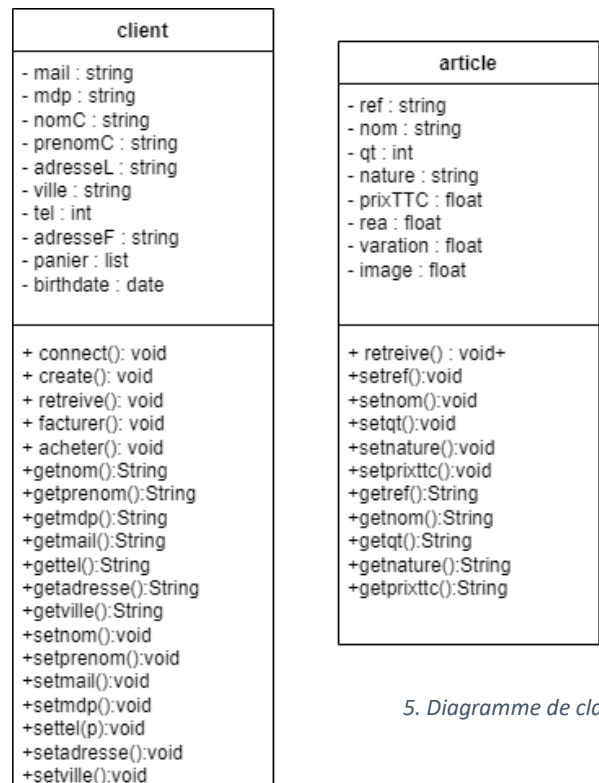 client
- mail : string
- mdp : string
- nomC : string
- prenomC : string
- adresseL : string
- ville : string
- tel : int
- adresseF : string
- panier : list
- birthdate : date
+ connect(): void
+ create(): void
+ retreive(): void
+ facturer(): void
+ acheter(): void
+getnom():String
+getprenom():String
+getmdp():String
+getmail():String
+gettel():String
+getadresse():String
+getville():String
+setnom():void
+setprenom():void
+setmail():void
+setmdp():void
+settel(p):void
+setadresse():void
+setville():void
article
- ref : string
- nom : string
- qt : int
- nature : string
- prixTTC : float
- rea : float
- varation : float
- image : float
+ retreive() : void+
+setref():void
+setnom():void
+setqt():void
+setnature():void
+setprixttc():void
+getref():String
+getnom():String
+getqt():String
+getnature():String
+getprixttc():String
5. Diagramme de